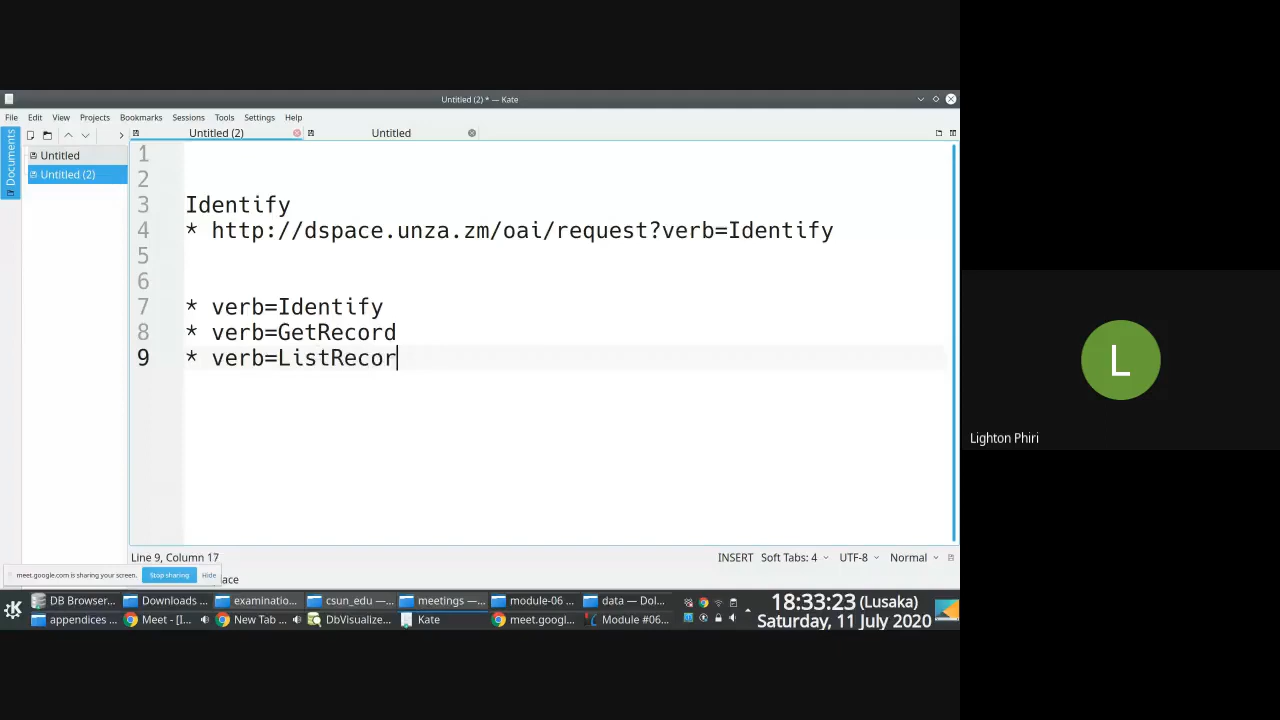 Untitled (2) * — Kate
File Edit View Projects Bookmarks Sessions Tools Settings Help
Untitled (2) Untitled
Documents
Untitled
Untitled (2)
1
2
3 Identify
4 * http://dspace.unza.zm/oai/request?verb=Identify
5
6
7 * verb=Identify
8 * verb=GetRecord
9 * verb=ListRecor
Line 9, Column 17 INSERT Soft Tabs: 4 UTF-8 Normal
meet.google.com is sharing your screen. Stop sharing Hide
ace
DB Browser... Downloads ... examinatio... csun_edu —... meetings —... module-06 ... data — Dol...
appendices ... Meet - [I... New Tab ... DbVisualize... Kate meet.googl... Module #06...
18:33:23 (Lusaka)
Saturday, 11 July 2020
L
Lighton Phiri